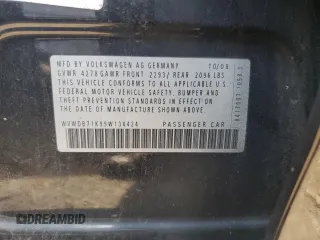 MFD BY VOLKSWAGEN AG GERMANY 10/08
GVWR 4278 GAWR FRONT 2293/ REAR 2096 LBS
THIS VEHICLE CONFORMS TO ALL APPLICABLE U.S
FEDERAL MOTOR VEHICLE SAFETY, BUMPER, AND
THEFT PREVENTION STANDARDS IN EFFECT ON THE
DATE OF MANUFACTURE SHOWN ABOVE.
PASSENGER CAR
DREAMBID